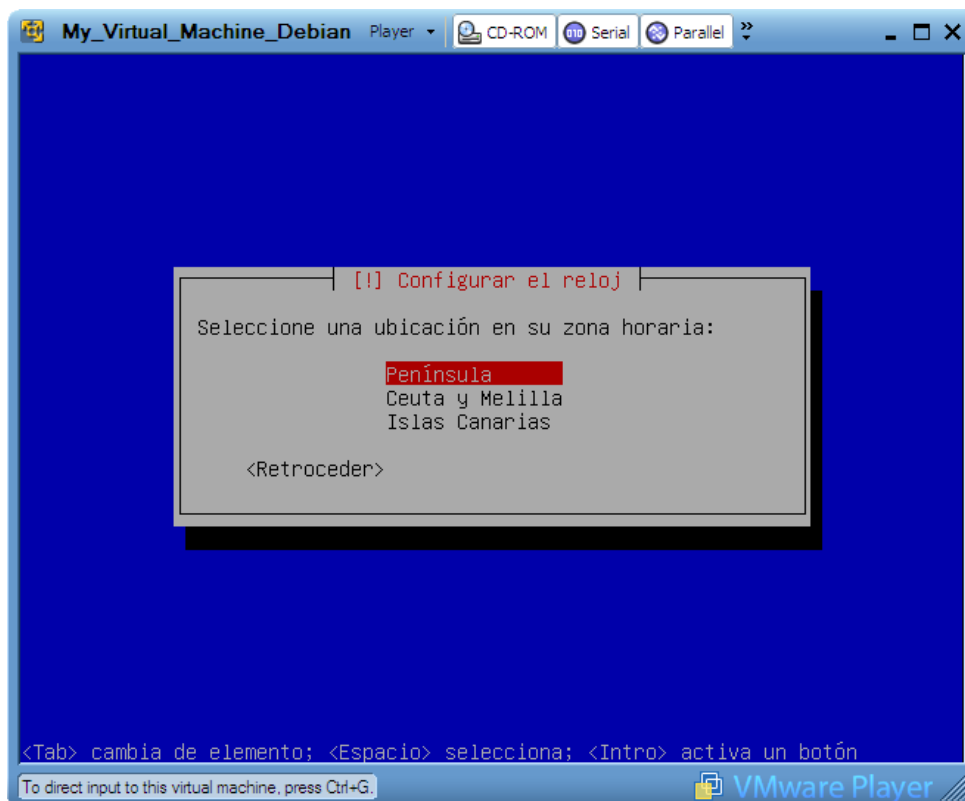 My_Virtual_Machine_Debian Player CD-ROM Serial Parallel
[!] Configurar el reloj
Seleccione una ubicación en su zona horaria:
Península
Ceuta y Melilla
Islas Canarias
<Retroceder>
<Tab> cambia de elemento; <Espacio> selecciona; <Intro> activa un botón
To direct input to this virtual machine, press Ctrl+G. VMware Player